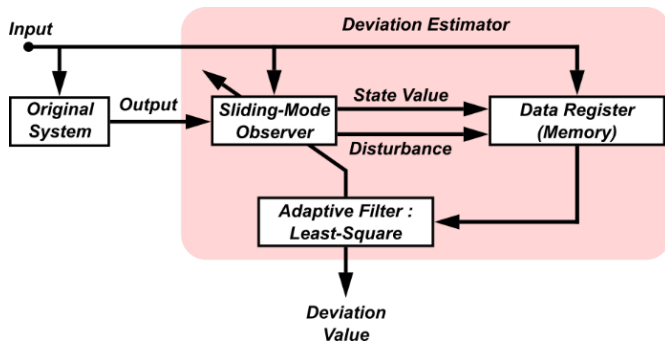 Input
Deviation Estimator
Original
System
Output
Sliding-Mode
Observer
State Value
Disturbance
Data Register
(Memory)
Adaptive Filter :
Least-Square
Deviation
Value